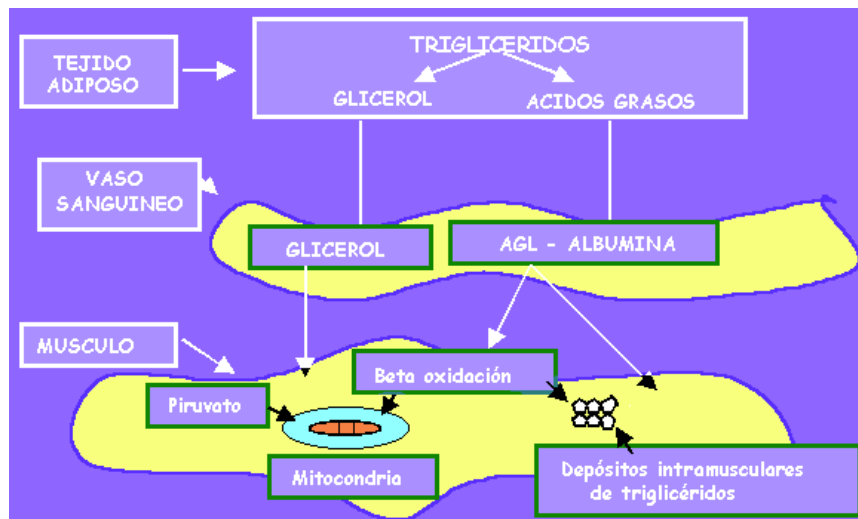 TRIGLICERIDOS
TEJIDO
ADIPOSO
GLICEROL
ACIDOS GRASOS
VASO
SANGUINEO
GLICEROL
AGL - ALBUMINA
MUSCULO
Beta oxidación
Piruvato
Mitocondria
Depósitos intramusculares
de triglicéridos